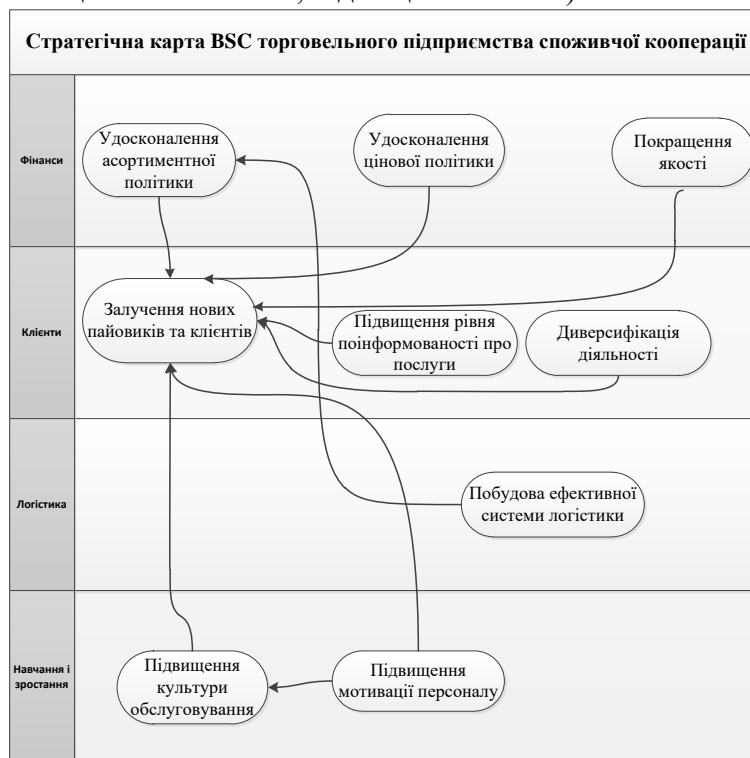 Стратегічна карта BSC торговельного підприємства споживчої кооперації
Фінанси
Удосконалення
асортиментної
політики
Удосконалення
цінової політики
Покращення
якості
Клієнти
Залучення нових
пайовиків та клієнтів
Підвищення рівня
поінформованості про
послуги
Диверсифікація
діяльності
Логістика
Побудова ефективної
системи логістики
Навчання і
зростання
Підвищення
культури
обслуговування
Підвищення
мотивації персоналу